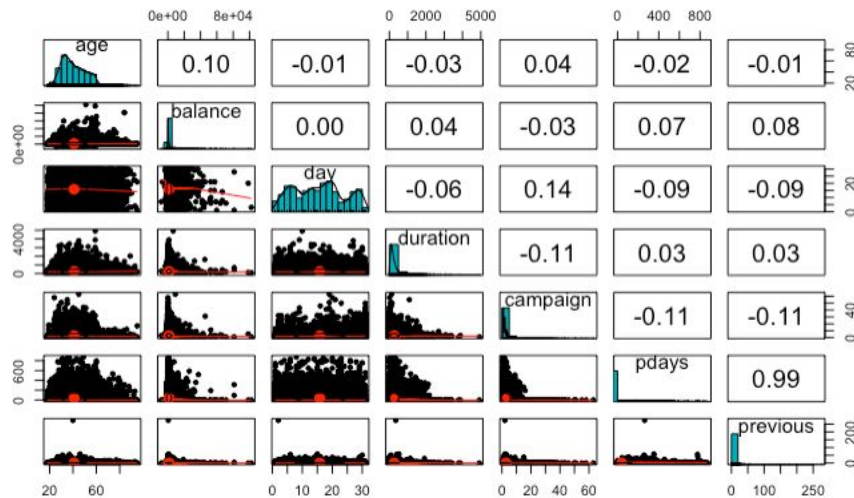 0e+00 8e+04 0 2000 5000 0 400 800
age 0.10 -0.01 -0.03 0.04 -0.02 -0.01 20 80
0e+00 balance 0.00 0.04 -0.03 0.07 0.08
day -0.06 0.14 -0.09 -0.09 0 20
0 4000 duration -0.11 0.03 0.03
campaign -0.11 -0.11 0 40
0 600 pdays 0.99
previous 0 200
20 60 0 10 20 30 0 20 40 60 0 100 250